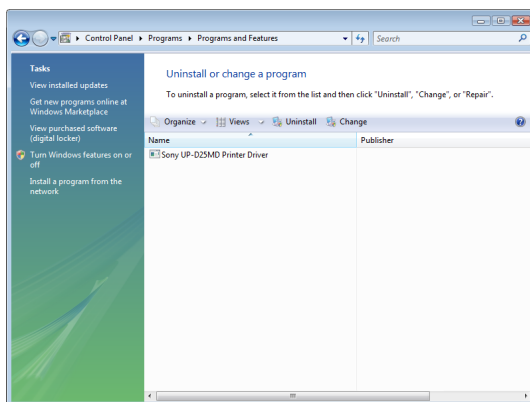 Control Panel ▸ Programs ▸ Programs and Features
Search
Tasks
View installed updates
Get new programs online at
Windows Marketplace
View purchased software
(digital locker)
Turn Windows features on or
off
Install a program from the
network
Uninstall or change a program
To uninstall a program, select it from the list and then click "Uninstall", "Change", or "Repair".
Organize Views Uninstall Change
Name Publisher
Sony UP-D25MD Printer Driver